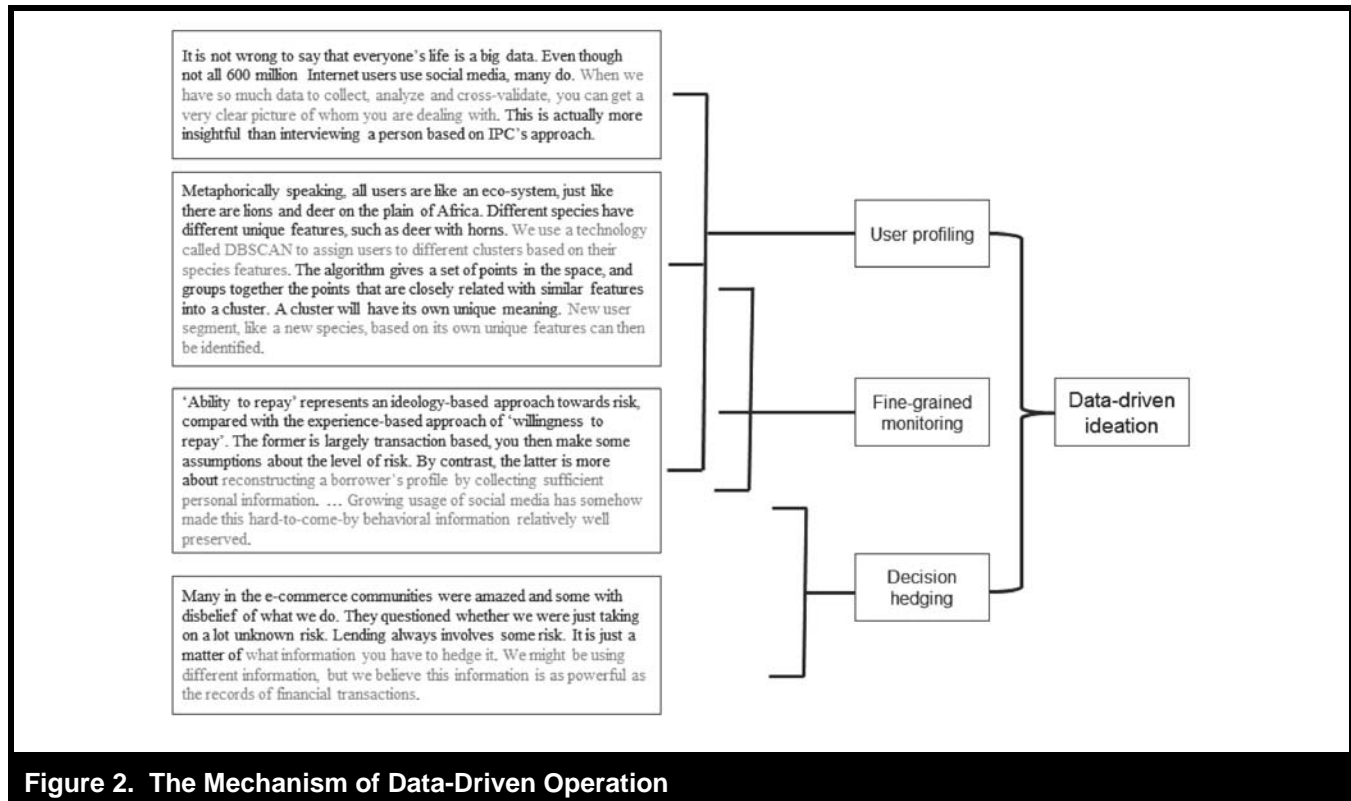 It is not wrong to say that everyone's life is a big data. Even though
not all 600 million Internet users use social media, many do. When we
have so much data to collect, analyze and cross-validate, you can get a
very clear picture of whom you are dealing with. This is actually more
insightful than interviewing a person based on IPC's approach.
Metaphorically speaking, all users are like an eco-system, just like
there are lions and deer on the plain of Africa. Different species have
different unique features, such as deer with horns. We use a technology
called DBSCAN to assign users to different clusters based on their
species features. The algorithm gives a set of points in the space, and
groups together the points that are closely related with similar features
into a cluster. A cluster will have its own unique meaning. New user
segment, like a new species, based on its own unique features can then
be identified.
'Ability to repay' represents an ideology-based approach towards risk,
compared with the experience-based approach of 'willingness to
repay'. The former is largely transaction based, you then make some
assumptions about the level of risk. By contrast, the latter is more
about reconstructing a borrower's profile by collecting sufficient
personal information. … Growing usage of social media has somehow
made this hard-to-come-by behavioral information relatively well
preserved.
Many in the e-commerce communities were amazed and some with
disbelief of what we do. They questioned whether we were just taking
on a lot unknown risk. Lending always involves some risk. It is just a
matter of what information you have to hedge it. We might be using
different information, but we believe this information is as powerful as
the records of financial transactions.
User profiling
Fine-grained
monitoring
Decision
hedging
Data-driven
ideation
Figure 2. The Mechanism of Data-Driven Operation